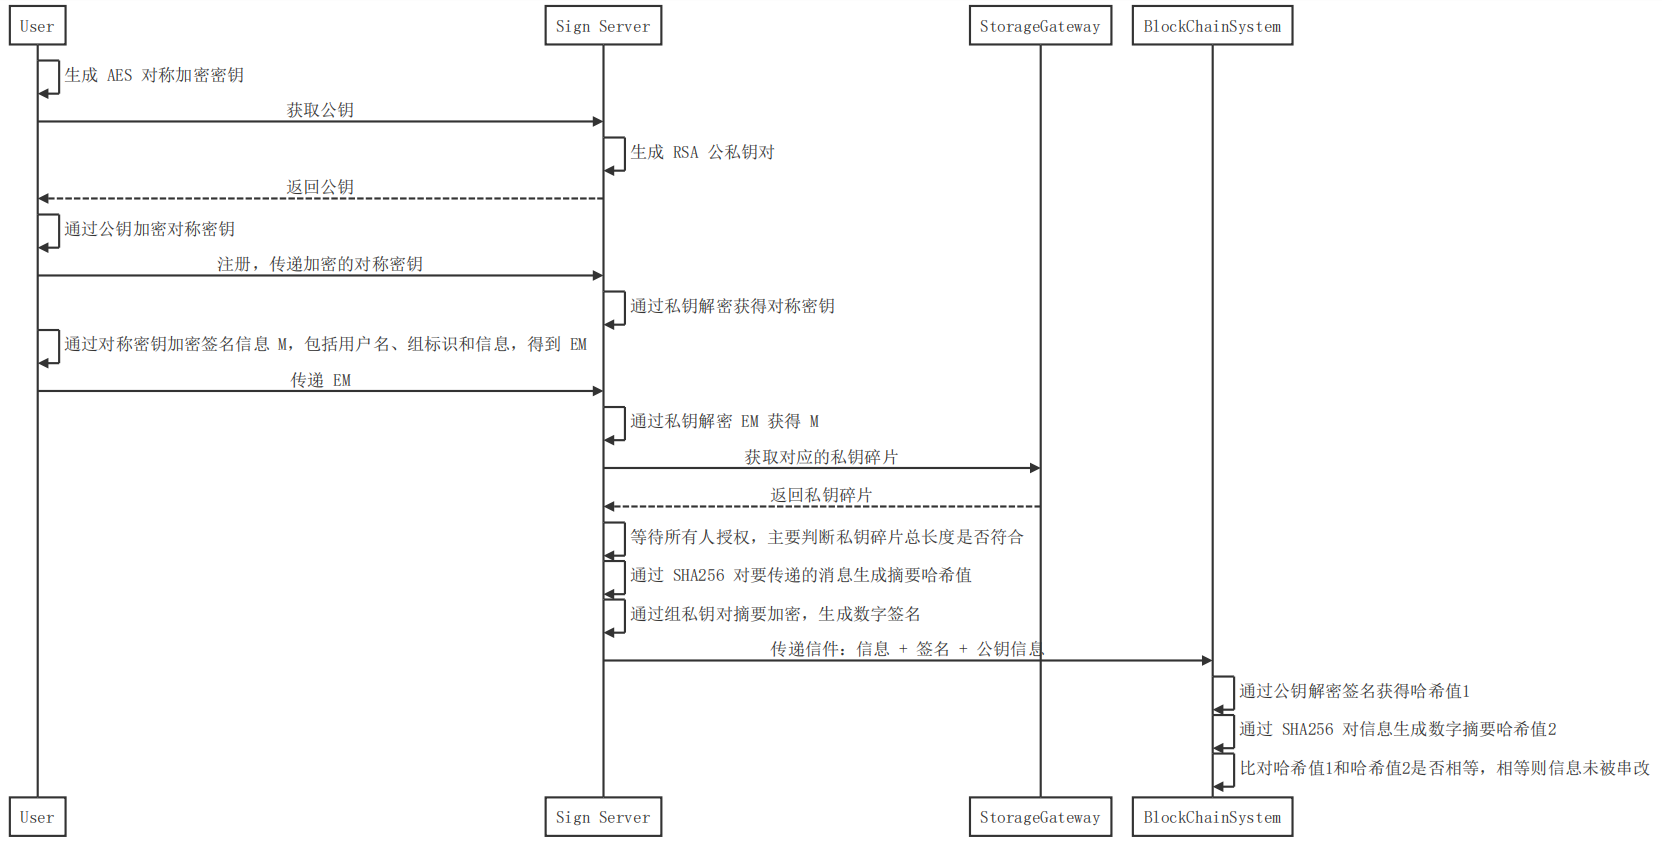 User
Sign Server
StorageGateway
BlockChainSystem
生成 AES 对称加密密钥
获取公钥
生成 RSA 公私钥对
返回公钥
通过公钥加密对称密钥
注册，传递加密的对称密钥
通过私钥解密获得对称密钥
通过对称密钥加密签名信息 M，包括用户名、组标识和信息，得到 EM
传递 EM
通过私钥解密 EM 获得 M
获取对应的私钥碎片
返回私钥碎片
等待所有人授权，主要判断私钥碎片总长度是否符合
通过 SHA256 对要传递的消息生成摘要哈希值
通过组私钥对摘要加密，生成数字签名
传递信件：信息 + 签名 + 公钥信息
通过公钥解密签名获得哈希值1
通过 SHA256 对信息生成数字摘要哈希值2
比对哈希值1和哈希值2是否相等，相等则信息未被串改
User
Sign Server
StorageGateway
BlockChainSystem